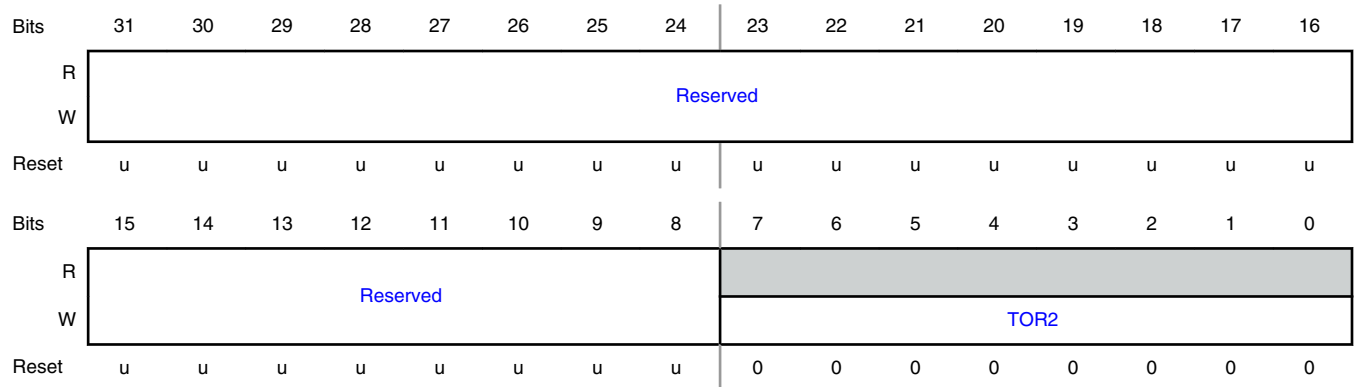 Bits 31 30 29 28 27 26 25 24 23 22 21 20 19 18 17 16
R
Reserved
W
Reset u u u u u u u u u u u u u u u u
Bits 15 14 13 12 11 10 9 8 7 6 5 4 3 2 1 0
R
Reserved
W TOR2
Reset u u u u u u u u 0 0 0 0 0 0 0 0